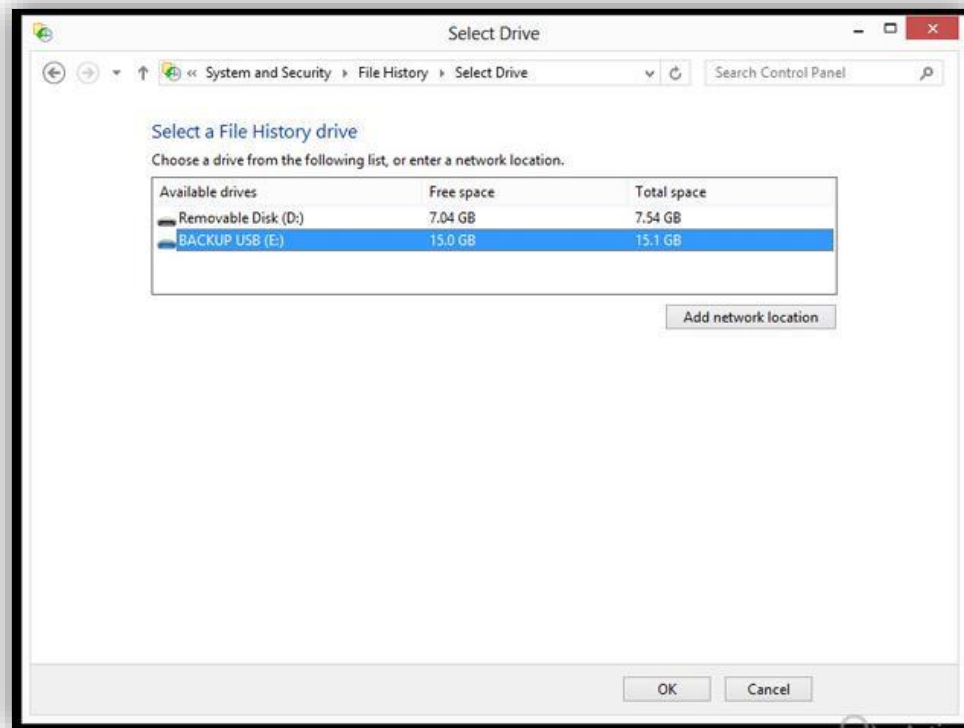 Select Drive
« System and Security ▸ File History ▸ Select Drive Search Control Panel
Select a File History drive
Choose a drive from the following list, or enter a network location.
Available drives Free space Total space
Removable Disk (D:) 7.04 GB 7.54 GB
BACKUP USB (E:) 15.0 GB 15.1 GB
Add network location
OK Cancel